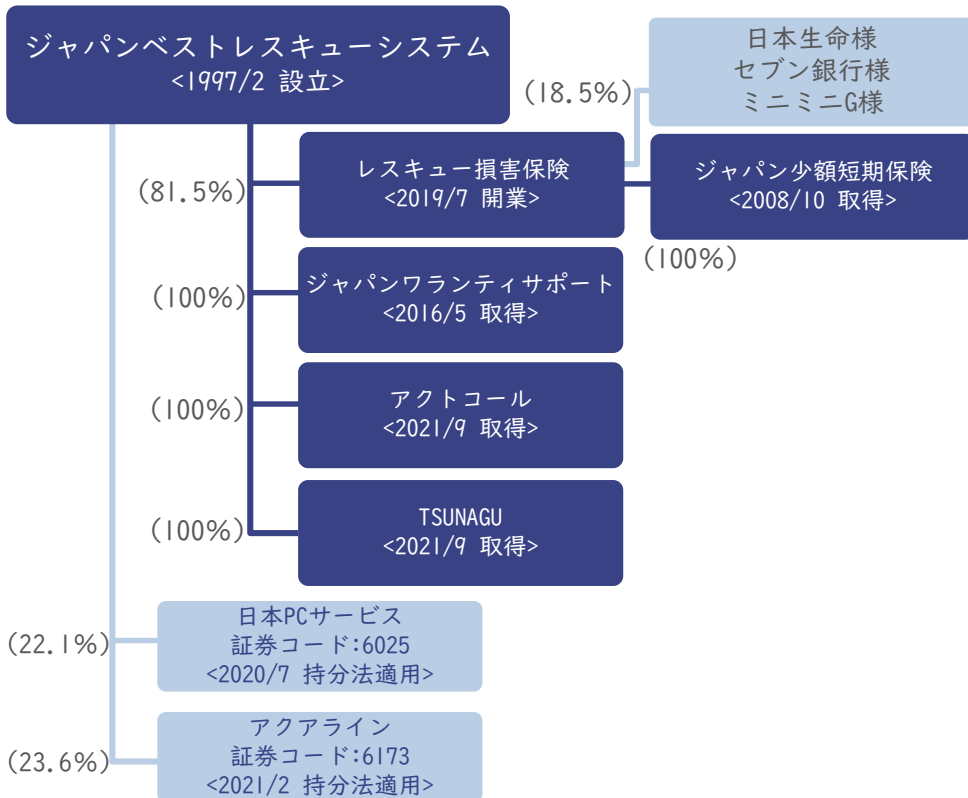 ジャパンベストレスキューシステム
<1997/2 設立>
日本生命様
セブン銀行様
ミニミニG様
(18.5%)
(81.5%)
レスキュー損害保険
<2019/7 開業>
ジャパン少額短期保険
<2008/10 取得>
(100%)
(100%)
ジャパンワランティサポート
<2016/5 取得>
(100%)
アクトコール
<2021/9 取得>
(100%)
TSUNAGU
<2021/9 取得>
(22.1%)
日本PCサービス
証券コード:6025
<2020/7 持分法適用>
(23.6%)
アクアライン
証券コード:6173
<2021/2 持分法適用>